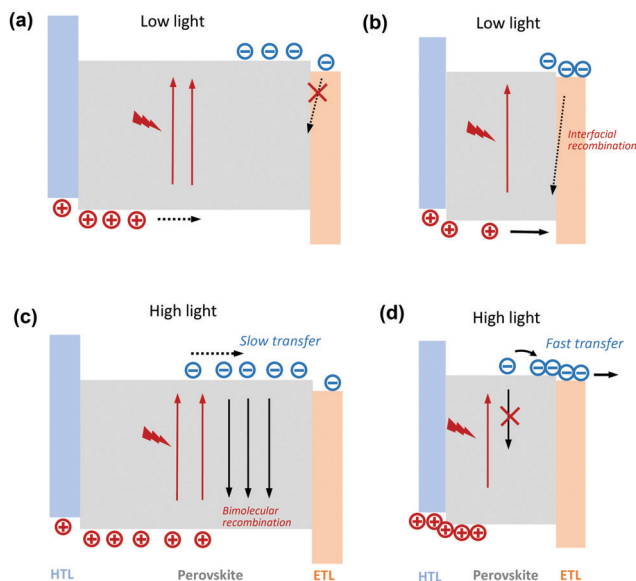 (a)
Low light
(b)
Low light
Interfacial
recombination
(c)
High light
Slow transfer
Bimolecular
recombination
(d)
High light
Fast transfer
HTL
Perovskite
ETL
HTL
Perovskite
ETL